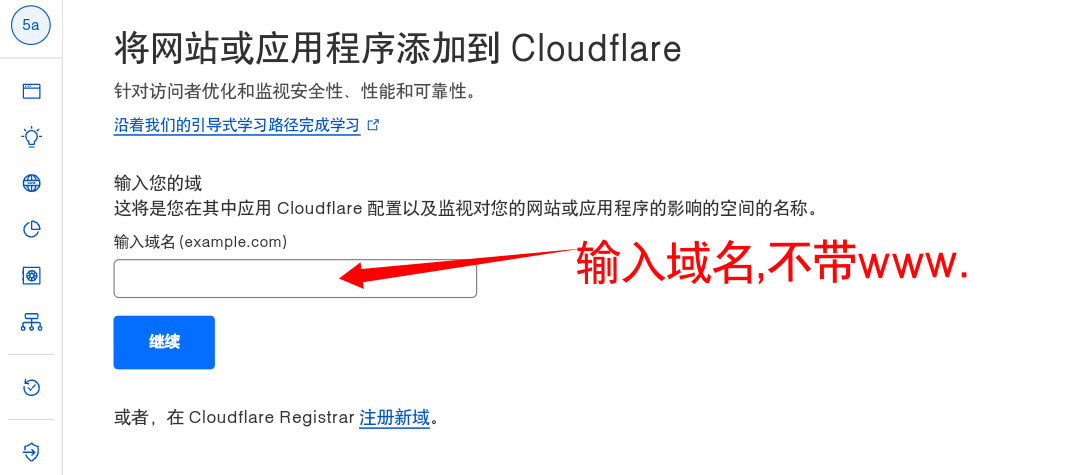 5a
将网站或应用程序添加到 Cloudflare
针对访问者优化和监视安全性、性能和可靠性。
沿着我们的引导式学习路径完成学习
输入您的域
这将是您在其中应用 Cloudflare 配置以及监视对您的网站或应用程序的影响的空间的名称。
输入域名 (example.com)
输入域名,不带www.
继续
或者，在 Cloudflare Registrar 注册新域。